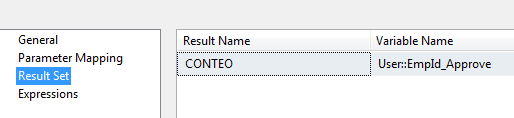 General
Parameter Mapping
Result Set
Expressions
Result Name Variable Name
CONTEO User::EmpId_Approve